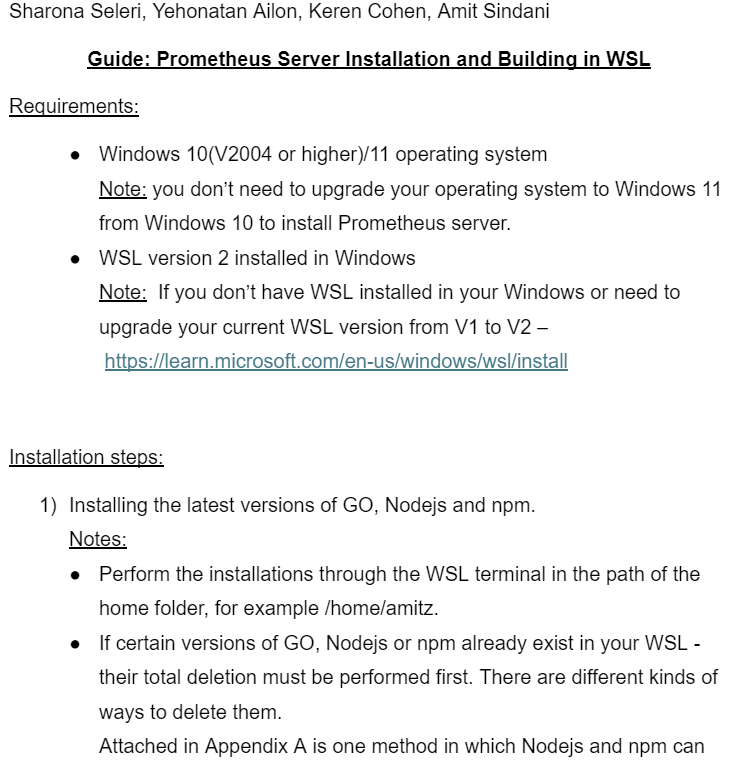 Sharona Seleri, Yehonatan Ailon, Keren Cohen, Amit Sindani
Guide: Prometheus Server Installation and Building in WSL
Requirements:
● Windows 10(V2004 or higher)/11 operating system
Note: you don’t need to upgrade your operating system to Windows 11
from Windows 10 to install Prometheus server.
● WSL version 2 installed in Windows
Note:  If you don’t have WSL installed in your Windows or need to
upgrade your current WSL version from V1 to V2 –
https://learn.microsoft.com/en-us/windows/wsl/install
Installation steps:
1) Installing the latest versions of GO, Nodejs and npm.
Notes:
● Perform the installations through the WSL terminal in the path of the
home folder, for example /home/amitz.
● If certain versions of GO, Nodejs or npm already exist in your WSL -
their total deletion must be performed first. There are different kinds of
ways to delete them.
Attached in Appendix A is one method in which Nodejs and npm can